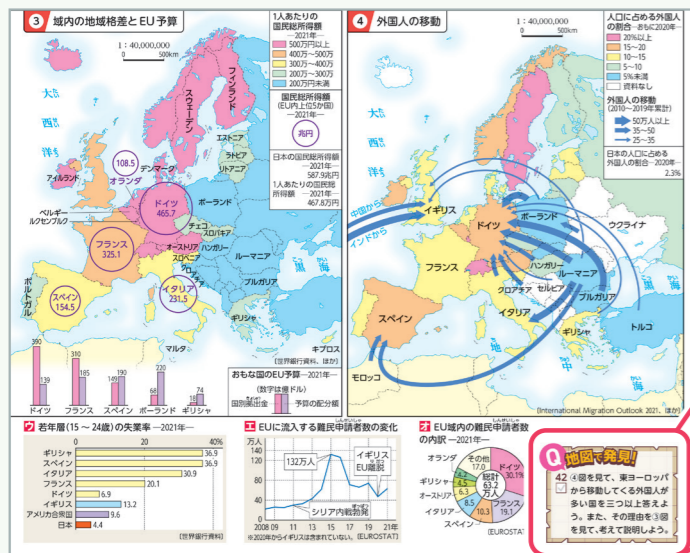 3 域内の地域格差とEU予算
1：40,000,000
0 500km
1人あたりの
国民総所得額
—2021年—
500万円以上
400万〜500万
300万〜400万
200万〜300万
200万円未満
国民総所得額
(EU内上位5か国)
—2021年—
兆円
日本の国民総所得額
—2021年—
587.9兆円
1人あたりの国民総
所得額 467.8万円
大西洋
フィンランド
スウェーデン
エストニア
ラトビア
リトアニア
108.5
オランダ
デンマーク
アイルランド
ドイツ
465.7
ポーランド
ベルギー
ルクセンブルク
チェコ
スロバキア
フランス
325.1
オーストリア
ハンガリー
スロベニア
クロアチア
ルーマニア
ブルガリア
黒海
ポルトガル
スペイン
154.5
イタリア
231.5
ギリシャ
マルタ
キプロス
[世界銀行資料、ほか]
390
139
ドイツ
310
185
フランス
149
190
スペイン
68
220
ポーランド
18
74
ギリシャ
おもな国のEU予算—2021年—
(数字は億ドル)
国別拠出金
予算の配分額
4 外国人の移動
1：40,000,000
0 500km
人口に占める外国人
の割合—おもに2020年—
20%以上
15〜20
10〜15
5〜10
5%未満
資料なし
外国人の移動
(2010〜2019年累計)
50万人以上
35〜50
25〜35
日本の人口に占める
外国人の割合—2020年—
2.3%
大西洋
中国から
インドから
イギリス
ドイツ
ポーランド
ウクライナ
フランス
ハンガリー
ルーマニア
クロアチア
セルビア
ブルガリア
イタリア
スペイン
ギリシャ
トルコ
モロッコ
黒海
地中海
[International Migration Outlook 2021、ほか]
ウ 若年層(15〜24歳)の失業率 —2021年—
0 20 40%
ギリシャ 36.9
スペイン 36.9
イタリア 30.9
フランス 20.1
ドイツ 6.9
イギリス 13.2
アメリカ合衆国 9.6
日本 4.4
[世界銀行資料]
エ EUに流入する難民申請者数の変化
万人
160
120
80
40
0
132万人
イギリス
EU離脱
シリア内戦勃発
2008 09 11 13 15 17 19 21年
※2020年からイギリスは含まれていない。 (EUROSTAT)
オ EU域内の難民申請者数
の内訳 —2021年—
総計
63.2
万人
ドイツ
30.1%
フランス
19.1
スペイン
10.3
イタリア
8.5
オーストリア
6.3
ギリシャ
4.5
オランダ
4.2
その他
17.0
(EUROSTAT)
Q 地図で発見！
42 ④図を見て、東ヨーロッパ
から移動してくる外国人が
多い国を三つ以上答えよ
う。また、その理由を③図
を見て、考えて説明しよう。